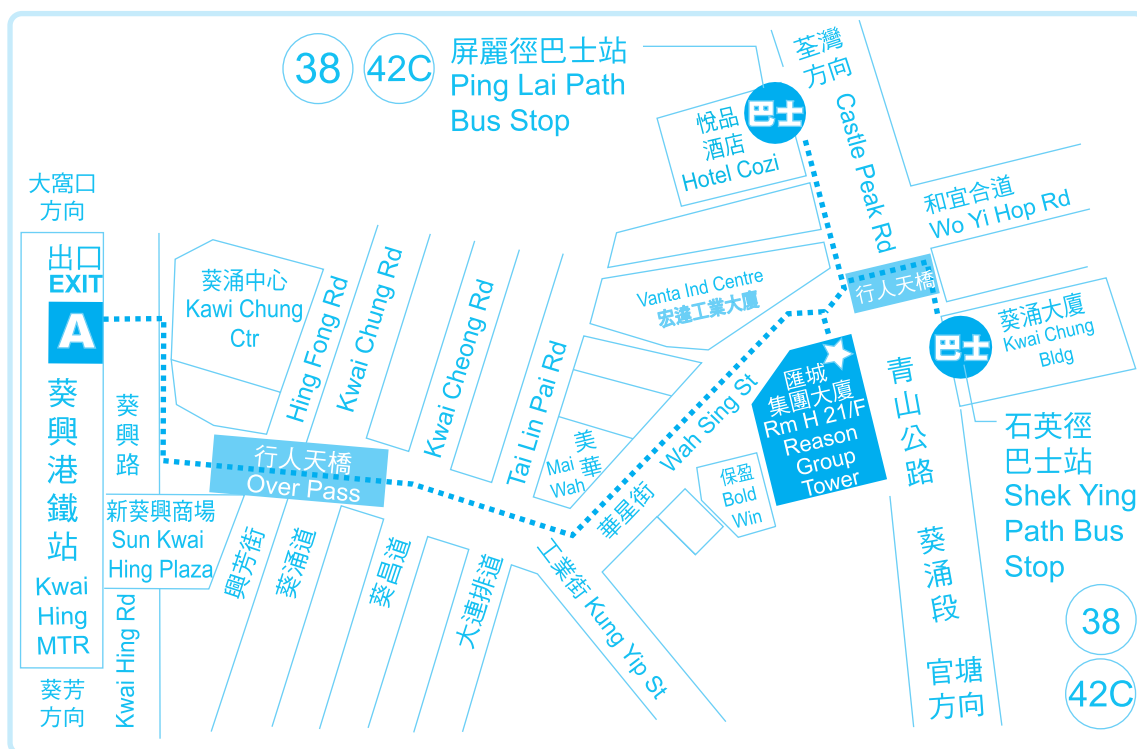 38
42C
屏麗徑巴士站
Ping Lai Path
Bus Stop
荃灣
方向
Castle Peak Rd
巴士
悅品
酒店
Hotel Cozi
和宜合道
Wo Yi Hop Rd
大窩口
方向
出口
EXIT
A
葵興港鐵站
Kwai
Hing
MTR
葵芳
方向
葵興路
Kwai Hing Rd
葵涌中心
Kawi Chung
Ctr
新葵興商場
Sun Kwai
Hing Plaza
Hing Fong Rd
興芳街
Kwai Chung Rd
葵涌道
Kwai Cheong Rd
葵昌道
Tai Lin Pai Rd
大連排道
行人天橋
Over Pass
美華
Mai
Wah
Vanta Ind Centre
宏達工業大廈
Wah Sing St
華星街
工業街 Kung Yip St
保盈
Bold
Win
匯城
集團大廈
Rm H 21/F
Reason
Group
Tower
行人天橋
巴士
葵涌大廈
Kwai Chung
Bldg
青山公路
葵涌段
官塘
方向
石英徑
巴士站
Shek Ying
Path Bus
Stop
38
42C